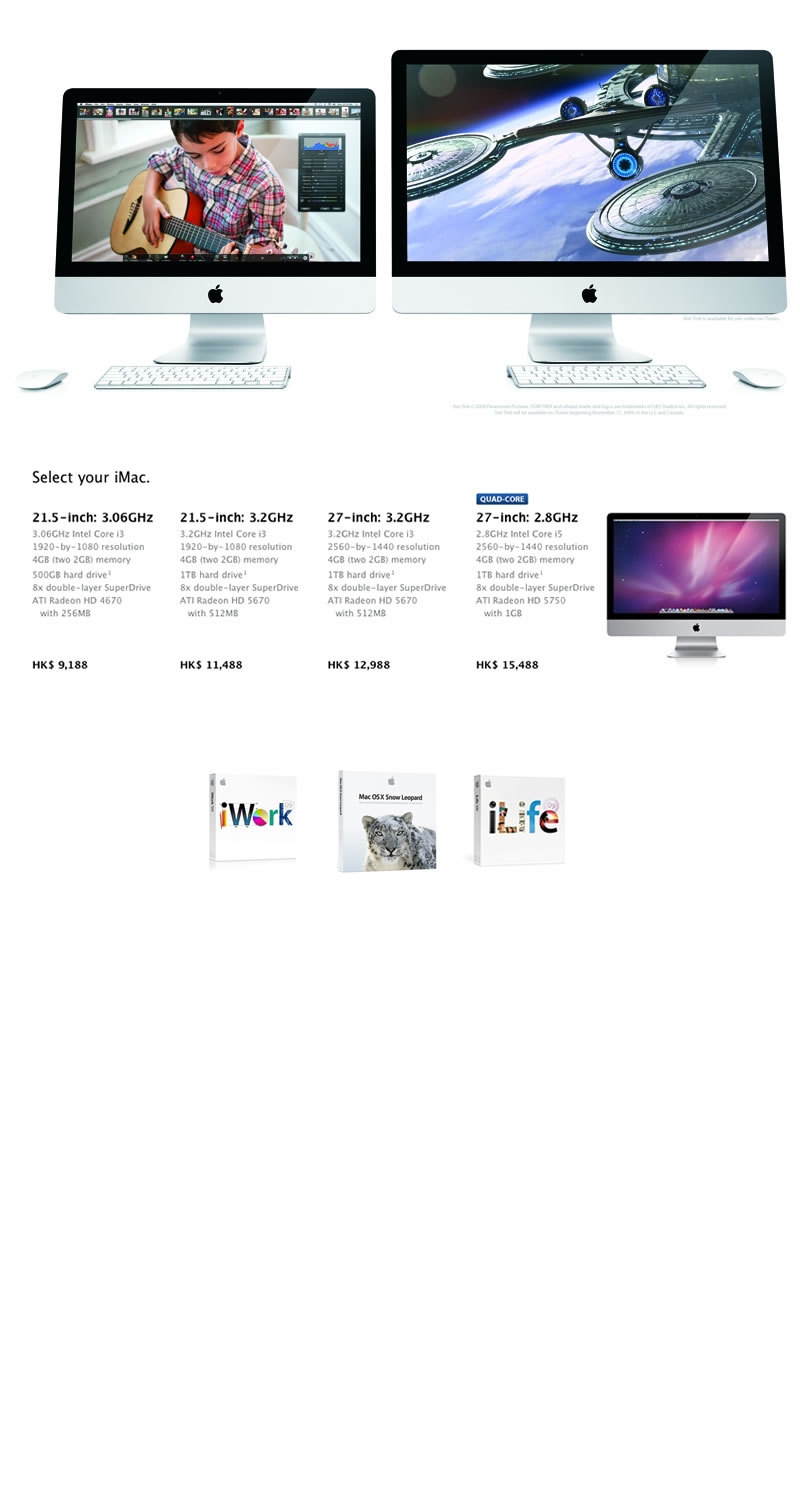 Star Trek is available for pre-order on iTunes.
Star Trek © 2009 Paramount Pictures. STAR TREK and related marks and logos are trademarks of CBS Studios Inc. All rights reserved.
Star Trek will be available on iTunes beginning November 17, 2009, in the U.S. and Canada.
Select your iMac.
21.5-inch: 3.06GHz
3.06GHz Intel Core i3
1920-by-1080 resolution
4GB (two 2GB) memory
500GB hard drive¹
8x double-layer SuperDrive
ATI Radeon HD 4670
with 256MB
HK$ 9,188
21.5-inch: 3.2GHz
3.2GHz Intel Core i3
1920-by-1080 resolution
4GB (two 2GB) memory
1TB hard drive¹
8x double-layer SuperDrive
ATI Radeon HD 5670
with 512MB
HK$ 11,488
27-inch: 3.2GHz
3.2GHz Intel Core i3
2560-by-1440 resolution
4GB (two 2GB) memory
1TB hard drive¹
8x double-layer SuperDrive
ATI Radeon HD 5670
with 512MB
HK$ 12,988
QUAD-CORE
27-inch: 2.8GHz
2.8GHz Intel Core i5
2560-by-1440 resolution
4GB (two 2GB) memory
1TB hard drive¹
8x double-layer SuperDrive
ATI Radeon HD 5750
with 1GB
HK$ 15,488
iWork
'09
Mac OS X Snow Leopard
iLife
'09